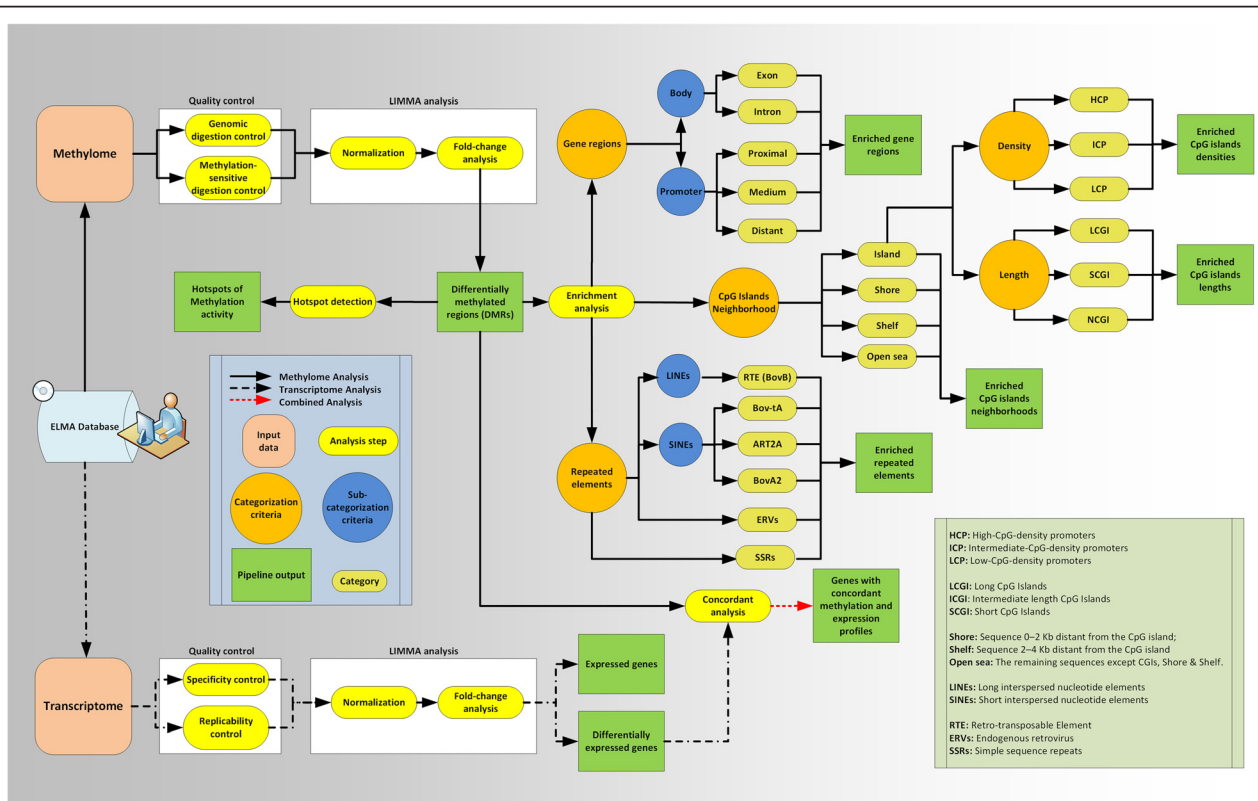 Methylome
Quality control
Genomic
digestion control
Methylation-
sensitive
digestion control
LIMMA analysis
Normalization
Fold-change
analysis
Hotspots of
Methylation
activity
Hotspot detection
Differentially
methylated
regions (DMRs)
Enrichment
analysis
Gene regions
Body
Promoter
Exon
Intron
Proximal
Medium
Distant
Enriched gene
regions
CpG Islands
Neighborhood
Island
Shore
Shelf
Open sea
Enriched
CpG islands
neighborhoods
Density
HCP
ICP
LCP
Enriched
CpG islands
densities
Length
LCGI
SCGI
NCGI
Enriched
CpG islands
lengths
Repeated
elements
LINEs
SINEs
RTE (BovB)
Bov-tA
ART2A
BovA2
ERVs
SSRs
Enriched
repeated
elements
ELMA Database
Methylome Analysis
Transcriptome Analysis
Combined Analysis
Input
data
Analysis step
Categorization
criteria
Sub-
categorization
criteria
Pipeline output
Category
Concordant
analysis
Genes with
concordant
methylation and
expression
profiles
Transcriptome
Quality control
Specificity control
Replicability
control
LIMMA analysis
Normalization
Fold-change
analysis
Expressed genes
Differentially
expressed genes
HCP: High-CpG-density promoters
ICP: Intermediate-CpG-density promoters
LCP: Low-CpG-density promoters
LCGI: Long CpG Islands
ICGI: Intermediate length CpG Islands
SCGI: Short CpG Islands
Shore: Sequence 0–2 Kb distant from the CpG island;
Shelf: Sequence 2–4 Kb distant from the CpG island
Open sea: The remaining sequences except CGIs, Shore & Shelf.
LINEs: Long interspersed nucleotide elements
SINEs: Short interspersed nucleotide elements
RTE: Retro-transposable Element
ERVs: Endogenous retrovirus
SSRs: Simple sequence repeats